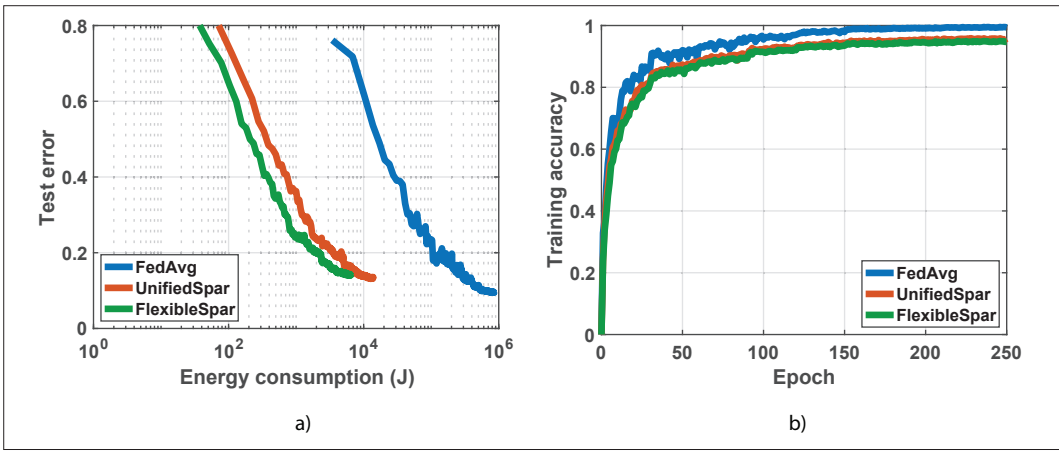 0.8
0.6
0.4
0.2
0
Test error
FedAvg
UnifiedSpar
FlexibleSpar
10^0
10^2
10^4
10^6
Energy consumption (J)
a)
1
0.8
0.6
0.4
0.2
0
Training accuracy
FedAvg
UnifiedSpar
FlexibleSpar
0 50 100 150 200 250
Epoch
b)